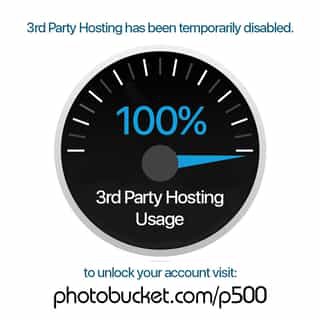 3rd Party Hosting has been temporarily disabled.
100%
3rd Party Hosting
Usage
to unlock your account visit:
photobucket.com/p500